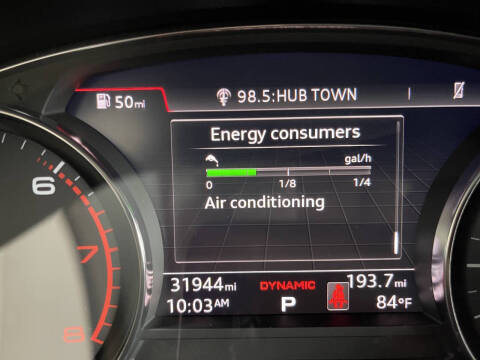 50mi
98.5:HUB TOWN
Energy consumers
gal/h
0 1/8 1/4
Air conditioning
6
7
8
31944mi
DYNAMIC
193.7mi
10:03AM
P
84°F